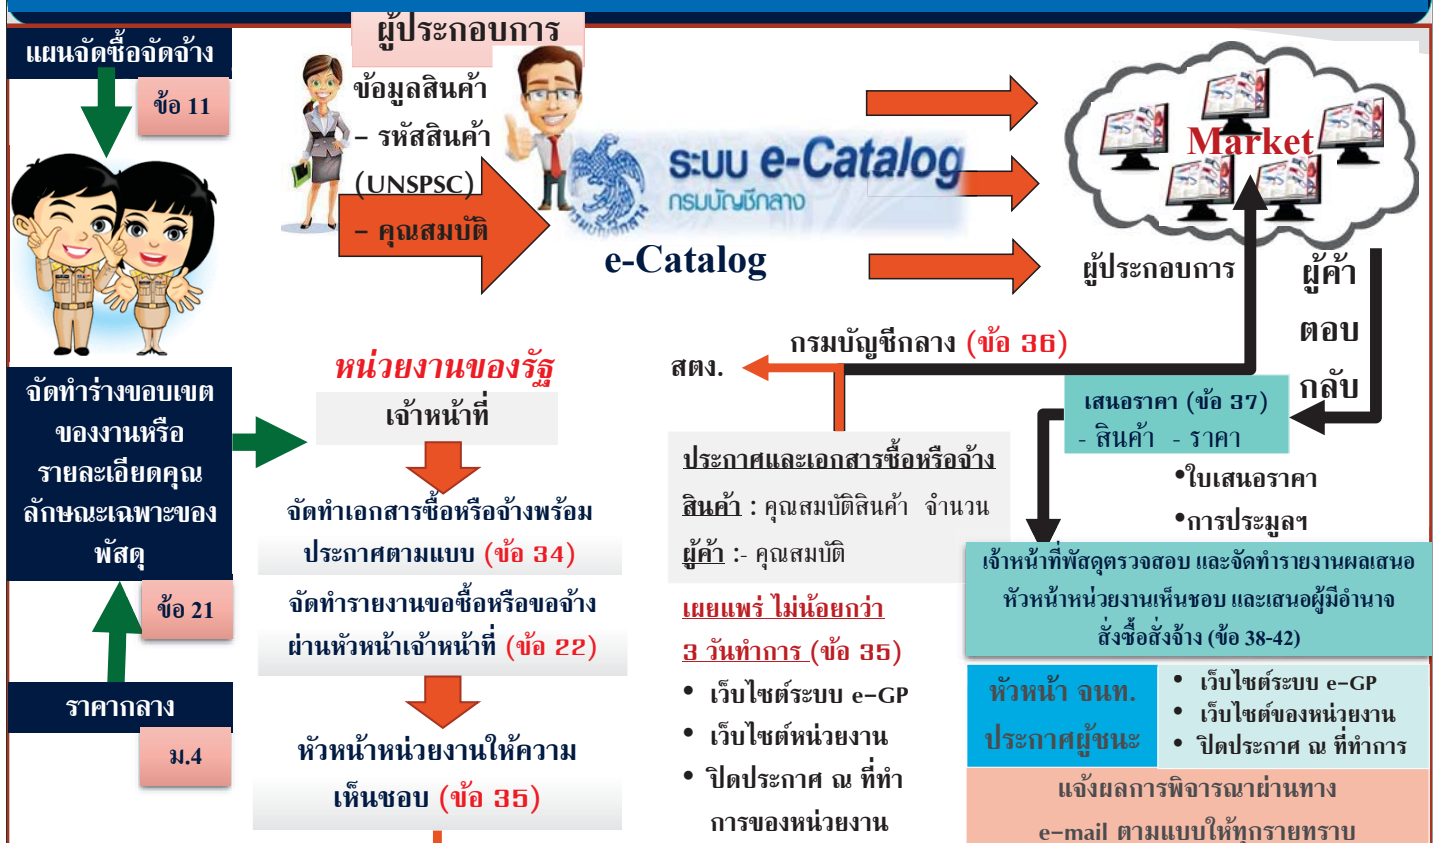 แผนจัดซื้อจัดจ้าง
ข้อ 11
ผู้ประกอบการ
ข้อมูลสินค้า
- รหัสสินค้า
(UNSPSC)
- คุณสมบัติ
ระบบ e-Catalog
กรมบัญชีกลาง
กรมบัญชีกลาง
e-Catalog
Market
ผู้ประกอบการ
ผู้ค้า
ตอบ
กลับ
จัดทำร่างขอบเขต
ของงานหรือ
รายละเอียดคุณ
ลักษณะเฉพาะของ
พัสดุ
ข้อ 21
ราคากลาง
ม.4
หน่วยงานของรัฐ
เจ้าหน้าที่
จัดทำเอกสารซื้อหรือจ้างพร้อม
ประกาศตามแบบ (ข้อ 34)
จัดทำรายงานขอซื้อหรือขอจ้าง
ผ่านหัวหน้าเจ้าหน้าที่ (ข้อ 22)
หัวหน้าหน่วยงานให้ความ
เห็นชอบ (ข้อ 35)
สตง.
กรมบัญชีกลาง (ข้อ 36)
ประกาศและเอกสารซื้อหรือจ้าง
สินค้า : คุณสมบัติสินค้า จำนวน
ผู้ค้า :- คุณสมบัติ
เผยแพร่ ไม่น้อยกว่า
3 วันทำการ (ข้อ 35)
• เว็บไซต์ระบบ e-GP
• เว็บไซต์หน่วยงาน
• ปิดประกาศ ณ ที่ทำ
การของหน่วยงาน
เสนอราคา (ข้อ 37)
- สินค้า - ราคา
•ใบเสนอราคา
•การประมูลฯ
เจ้าหน้าที่พัสดุตรวจสอบ และจัดทำรายงานผลเสนอ
หัวหน้าหน่วยงานเห็นชอบ และเสนอผู้มีอำนาจ
สั่งซื้อสั่งจ้าง (ข้อ 38-42)
หัวหน้า จนท.
ประกาศผู้ชนะ
• เว็บไซต์ระบบ e-GP
• เว็บไซต์ของหน่วยงาน
• ปิดประกาศ ณ ที่ทำการ
แจ้งผลการพิจารณาผ่านทาง
e-mail ตามแบบให้ทุกรายทราบ